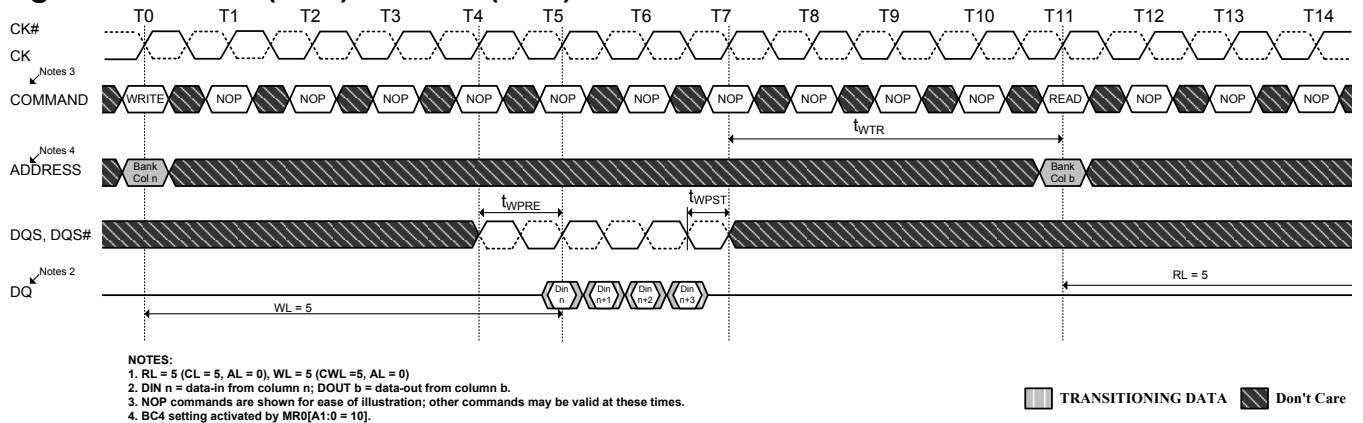 T0 T1 T2 T3 T4 T5 T6 T7 T8 T9 T10 T11 T12 T13 T14
CK#
CK
Notes 3
COMMAND WRITE NOP NOP NOP NOP NOP NOP NOP NOP NOP NOP READ NOP NOP NOP
tWTR
Notes 4
ADDRESS
Bank
Col n
Bank
Col b
tWPRE
tWPST
DQS, DQS#
Notes 2
DQ
Din
n
Din
n+1
Din
n+2
Din
n+3
RL = 5
WL = 5
NOTES:
1. RL = 5 (CL = 5, AL = 0), WL = 5 (CWL =5, AL = 0)
2. DIN n = data-in from column n; DOUT b = data-out from column b.
3. NOP commands are shown for ease of illustration; other commands may be valid at these times.
4. BC4 setting activated by MR0[A1:0 = 10].
TRANSITIONING DATA Don't Care